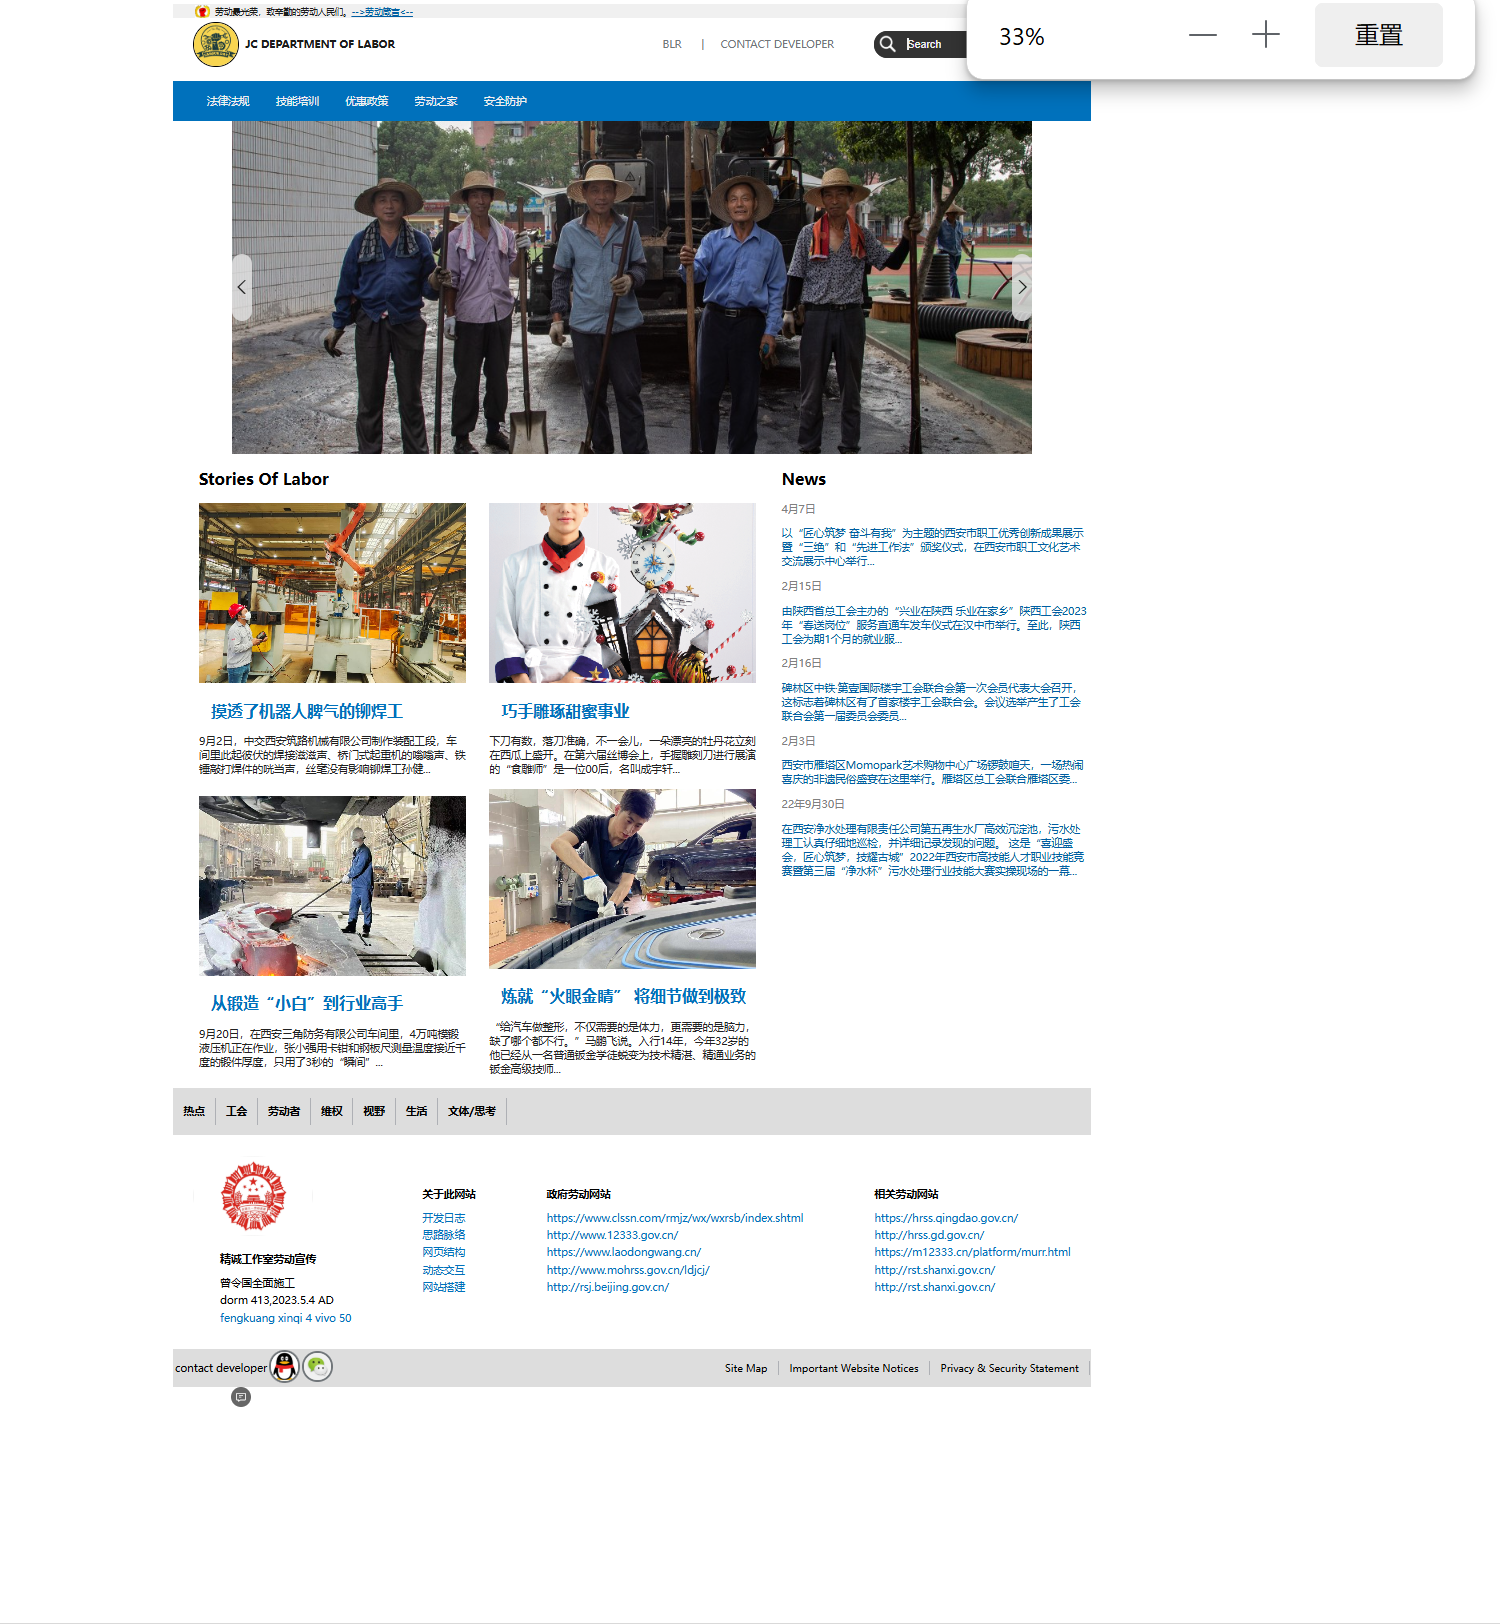 劳动最光荣，致辛勤的劳动人民们。-->劳动箴言<--
JC DEPARTMENT OF LABOR
BLR | CONTACT DEVELOPER
Search
33%
重置
法律法规 技能培训 优惠政策 劳动之家 安全防护
Stories Of Labor
摸透了机器人脾气的铆焊工
9月2日，中交西安筑路机械有限公司制作装配工段，车
间里此起彼伏的焊接滋滋声、桥门式起重机的嗡嗡声、铁
锤敲打焊件的咣当声，丝毫没有影响铆焊工孙健...
巧手雕琢甜蜜事业
下刀有数，落刀准确，不一会儿，一朵漂亮的牡丹花立刻
在西瓜上盛开。在第六届丝博会上，手握雕刻刀进行展演
的“食雕师”是一位00后，名叫成宇轩...
从锻造“小白”到行业高手
9月20日，在西安三角防务有限公司车间里，4万吨模锻
液压机正在作业，张小强用卡钳和钢板尺测量温度接近千
度的锻件厚度，只用了3秒的“瞬间”...
炼就“火眼金睛” 将细节做到极致
“给汽车做整形，不仅需要的是体力，更需要的是脑力，
缺了哪个都不行。”马鹏飞说。入行14年，今年32岁的
他已经从一名普通钣金学徒蜕变为技术精湛、精通业务的
钣金高级技师...
News
4月7日
以“匠心筑梦 奋斗有我”为主题的西安市职工优秀创新成果展示
暨“三绝”和“先进工作法”颁奖仪式，在西安市职工文化艺术
交流展示中心举行...
2月15日
由陕西省总工会主办的“兴业在陕西 乐业在家乡”陕西工会2023
年“春送岗位”服务直通车发车仪式在汉中市举行。至此，陕西
工会为期1个月的就业服...
2月16日
碑林区中铁·第壹国际楼宇工会联合会第一次会员代表大会召开，
这标志着碑林区有了首家楼宇工会联合会。会议选举产生了工会
联合会第一届委员会委员...
2月3日
西安市雁塔区Momopark艺术购物中心广场锣鼓喧天，一场热闹
喜庆的非遗民俗盛宴在这里举行。雁塔区总工会联合雁塔区委...
22年9月30日
在西安净水处理有限责任公司第五再生水厂高效沉淀池，污水处
理工认真仔细地巡检，并详细记录发现的问题。 这是“喜迎盛
会，匠心筑梦，技耀古城”2022年西安市高技能人才职业技能竞
赛暨第三届“净水杯”污水处理行业技能大赛实操现场的一幕...
热点 工会 劳动者 维权 视野 生活 文体/思考
精诚工作室劳动宣传
曾令国全面施工
dorm 413,2023.5.4 AD
fengkuang xinqi 4 vivo 50
关于此网站
开发日志
思路脉络
网页结构
动态交互
网站搭建
政府劳动网站
https://www.clssn.com/rmjz/wx/wxrsb/index.shtml
http://www.12333.gov.cn/
https://www.laodongwang.cn/
http://www.mohrss.gov.cn/ldjcj/
http://rsj.beijing.gov.cn/
相关劳动网站
https://hrss.qingdao.gov.cn/
http://hrss.gd.gov.cn/
https://m12333.cn/platform/murr.html
http://rst.shanxi.gov.cn/
http://rst.shanxi.gov.cn/
contact developer
Site Map | Important Website Notices | Privacy & Security Statement |